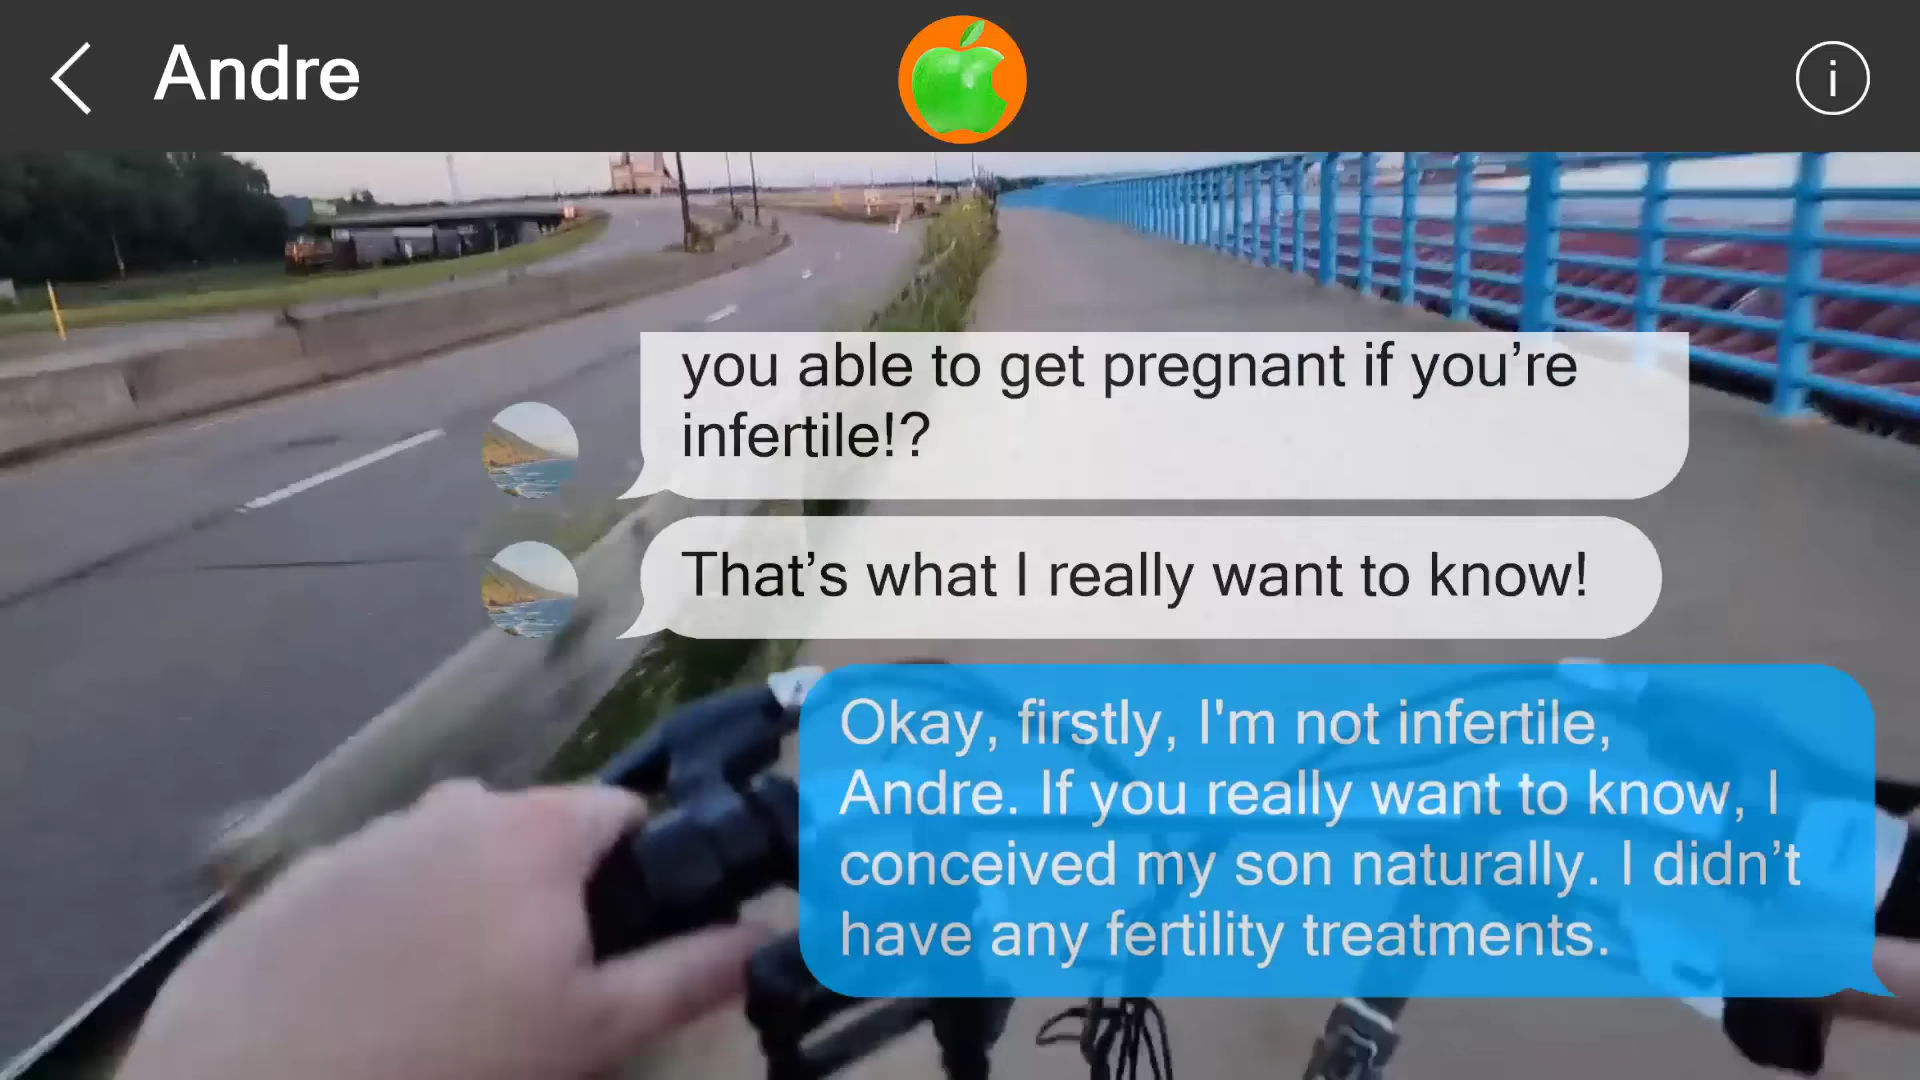 Andre
i
you able to get pregnant if you’re
infertile!?
That’s what I really want to know!
Okay, firstly, I'm not infertile,
Andre. If you really want to know, I
conceived my son naturally. I didn’t
have any fertility treatments.